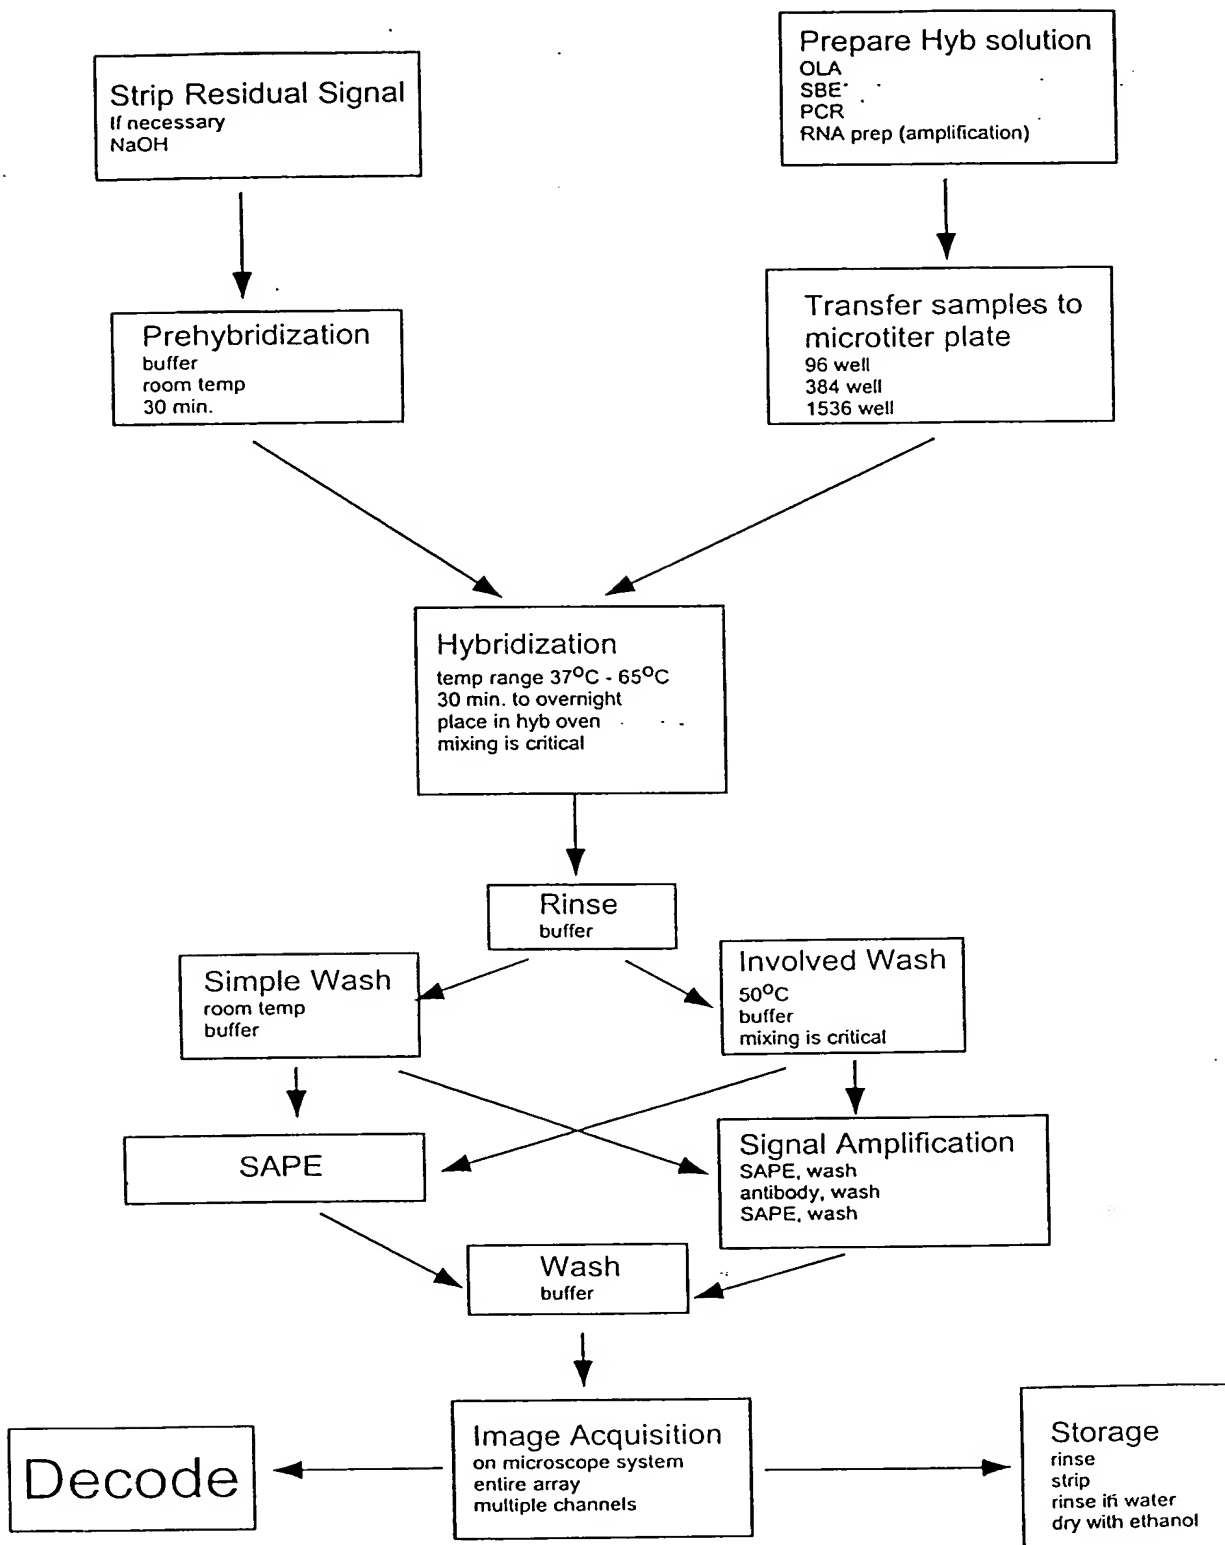 Strip Residual Signal
If necessary
NaOH
Prepare Hyb solution
OLA
SBE
PCR
RNA prep (amplification)
Prehybridization
buffer
room temp
30 min.
Transfer samples to
microtiter plate
96 well
384 well
1536 well
Hybridization
temp range 37°C - 65°C
30 min. to overnight
place in hyb oven
mixing is critical
Rinse
buffer
Simple Wash
room temp
buffer
Involved Wash
50°C
buffer
mixing is critical
SAPE
Signal Amplification
SAPE, wash
antibody, wash
SAPE, wash
Wash
buffer
Decode
Image Acquisition
on microscope system
entire array
multiple channels
Storage
rinse
strip
rinse in water
dry with ethanol